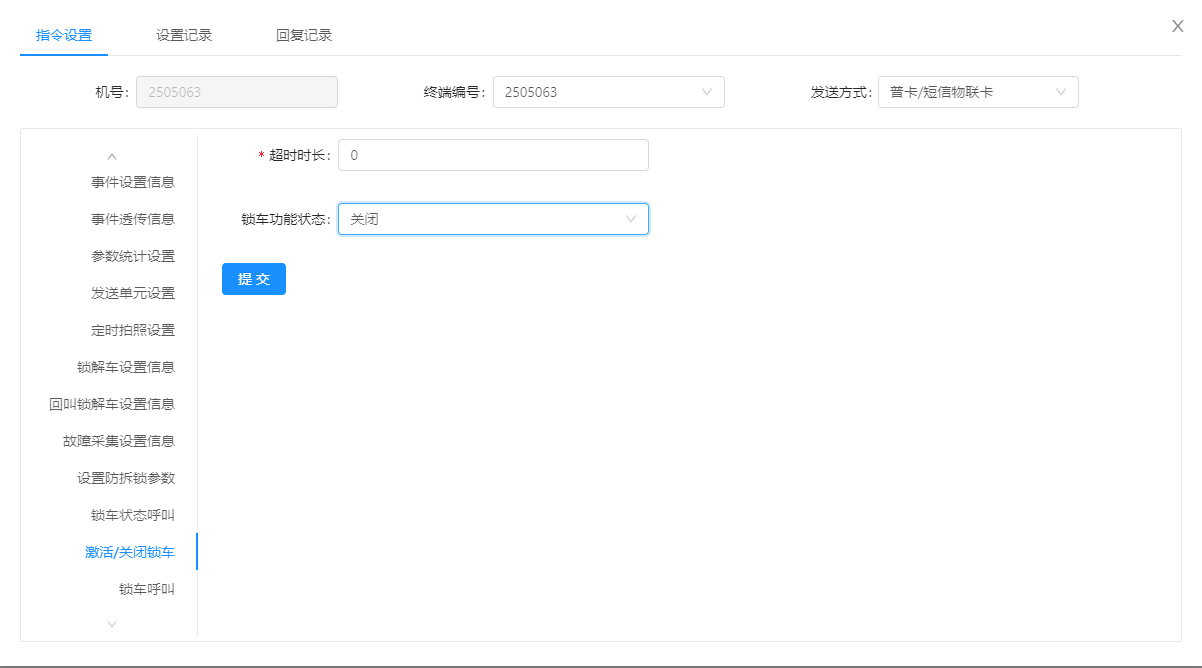 指令设置 设置记录 回复记录
机号: 2505063 终端编号: 2505063 发送方式: 普卡/短信物联卡
* 超时时长: 0
锁车功能状态: 关闭
提 交
事件设置信息
事件透传信息
参数统计设置
发送单元设置
定时拍照设置
锁解车设置信息
回叫锁解车设置信息
故障采集设置信息
设置防拆锁参数
锁车状态呼叫
激活/关闭锁车
锁车呼叫